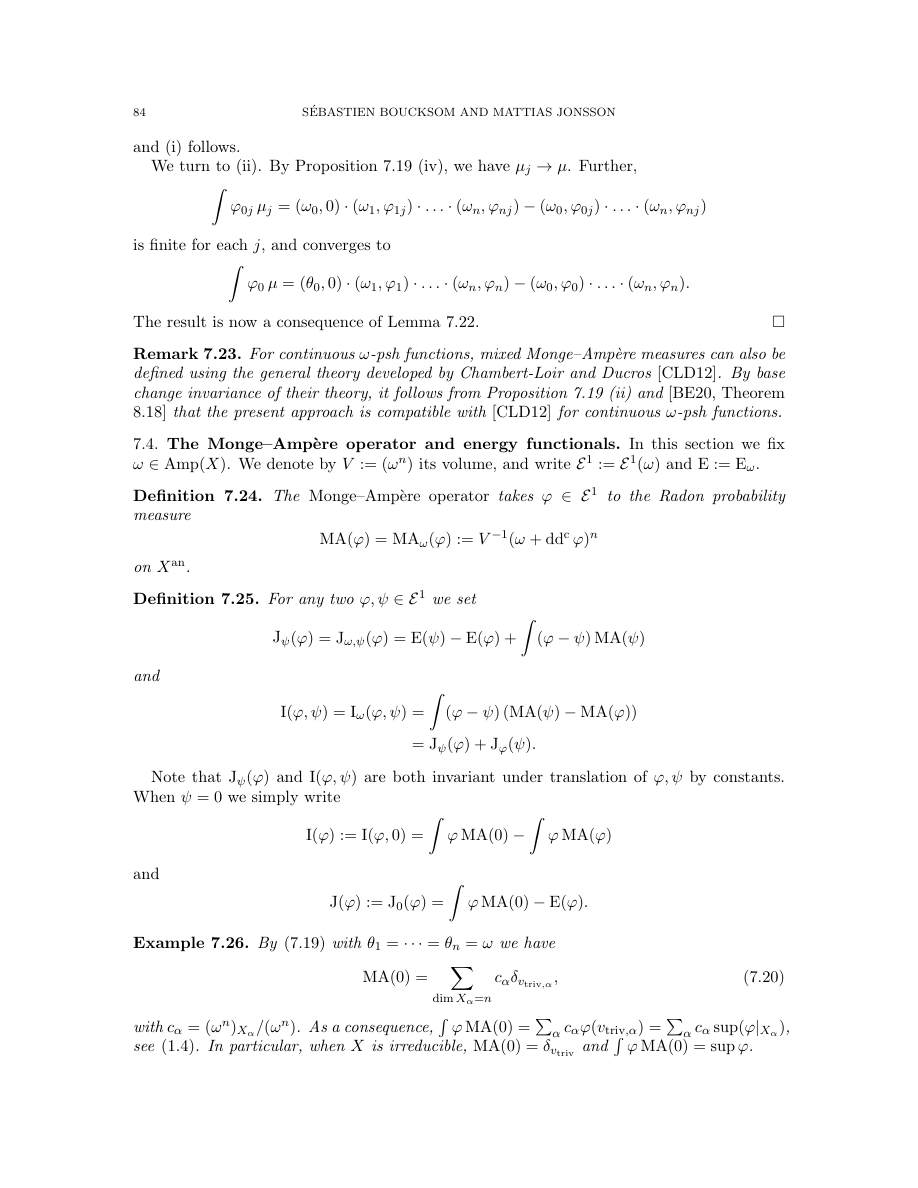 84 SÉBASTIEN BOUCKSOM AND MATTIAS JONSSON
and (i) follows.
We turn to (ii). By Proposition 7.19 (iv), we have μ_j → μ. Further,
∫ φ_{0j} μ_j = (ω_0, 0) · (ω_1, φ_{1j}) · . . . · (ω_n, φ_{nj}) − (ω_0, φ_{0j}) · . . . · (ω_n, φ_{nj})
is finite for each j, and converges to
∫ φ_0 μ = (θ_0, 0) · (ω_1, φ_1) · . . . · (ω_n, φ_n) − (ω_0, φ_0) · . . . · (ω_n, φ_n).
The result is now a consequence of Lemma 7.22. □
Remark 7.23. For continuous ω-psh functions, mixed Monge–Ampère measures can also be
defined using the general theory developed by Chambert-Loir and Ducros [CLD12]. By base
change invariance of their theory, it follows from Proposition 7.19 (ii) and [BE20, Theorem
8.18] that the present approach is compatible with [CLD12] for continuous ω-psh functions.
7.4. The Monge–Ampère operator and energy functionals. In this section we fix
ω ∈ Amp(X). We denote by V := (ω^n) its volume, and write ℰ^1 := ℰ^1(ω) and E := E_ω.
Definition 7.24. The Monge–Ampère operator takes φ ∈ ℰ^1 to the Radon probability
measure
MA(φ) = MA_ω(φ) := V^{−1}(ω + dd^c φ)^n
on X^{an}.
Definition 7.25. For any two φ, ψ ∈ ℰ^1 we set
J_ψ(φ) = J_{ω,ψ}(φ) = E(ψ) − E(φ) + ∫(φ − ψ) MA(ψ)
and
I(φ, ψ) = I_ω(φ, ψ) = ∫(φ − ψ) (MA(ψ) − MA(φ))
= J_ψ(φ) + J_φ(ψ).
Note that J_ψ(φ) and I(φ, ψ) are both invariant under translation of φ, ψ by constants.
When ψ = 0 we simply write
I(φ) := I(φ, 0) = ∫ φ MA(0) − ∫ φ MA(φ)
and
J(φ) := J_0(φ) = ∫ φ MA(0) − E(φ).
Example 7.26. By (7.19) with θ_1 = · · · = θ_n = ω we have
MA(0) = ∑_{dim X_α=n} c_α δ_{v_{triv,α}}, (7.20)
with c_α = (ω^n)_{X_α}/(ω^n). As a consequence, ∫ φ MA(0) = ∑_α c_α φ(v_{triv,α}) = ∑_α c_α sup(φ|_{X_α}),
see (1.4). In particular, when X is irreducible, MA(0) = δ_{v_{triv}} and ∫ φ MA(0) = sup φ.